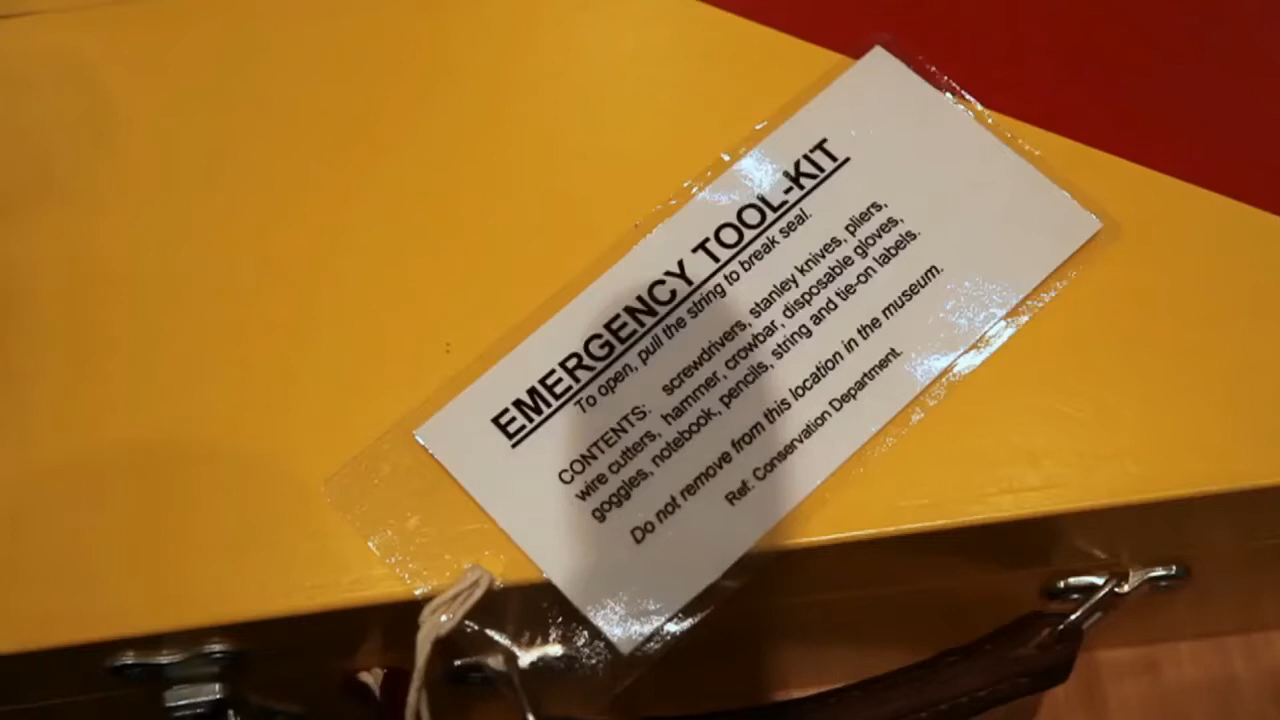 EMERGENCY TOOL-KIT
To open, pull the string to break seal.
CONTENTS: screwdrivers, stanley knives, pliers,
wire cutters, hammer, crowbar, disposable gloves,
goggles, notebook, pencils, string and tie-on labels.
Do not remove from this location in the museum.
Ref: Conservation Department.